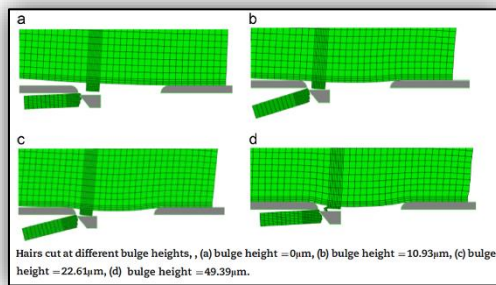 a
b
c
d
Hairs cut at different bulge heights, , (a) bulge height =0μm, (b) bulge height =10.93μm, (c) bulge
height =22.61μm, (d) bulge height =49.39μm.